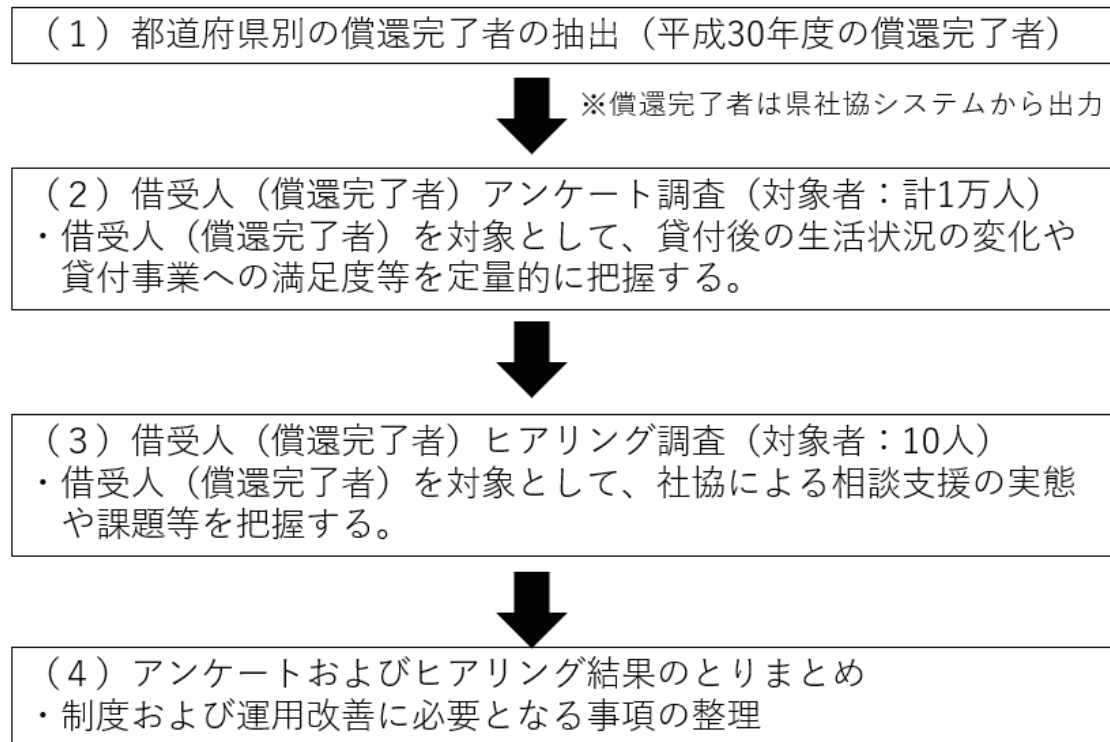 （１）都道府県別の償還完了者の抽出（平成30年度の償還完了者）
※償還完了者は県社協システムから出力
（２）借受人（償還完了者）アンケート調査（対象者：計1万人）
・借受人（償還完了者）を対象として、貸付後の生活状況の変化や
貸付事業への満足度等を定量的に把握する。
（３）借受人（償還完了者）ヒアリング調査（対象者：10人）
・借受人（償還完了者）を対象として、社協による相談支援の実態
や課題等を把握する。
（４）アンケートおよびヒアリング結果のとりまとめ
・制度および運用改善に必要となる事項の整理